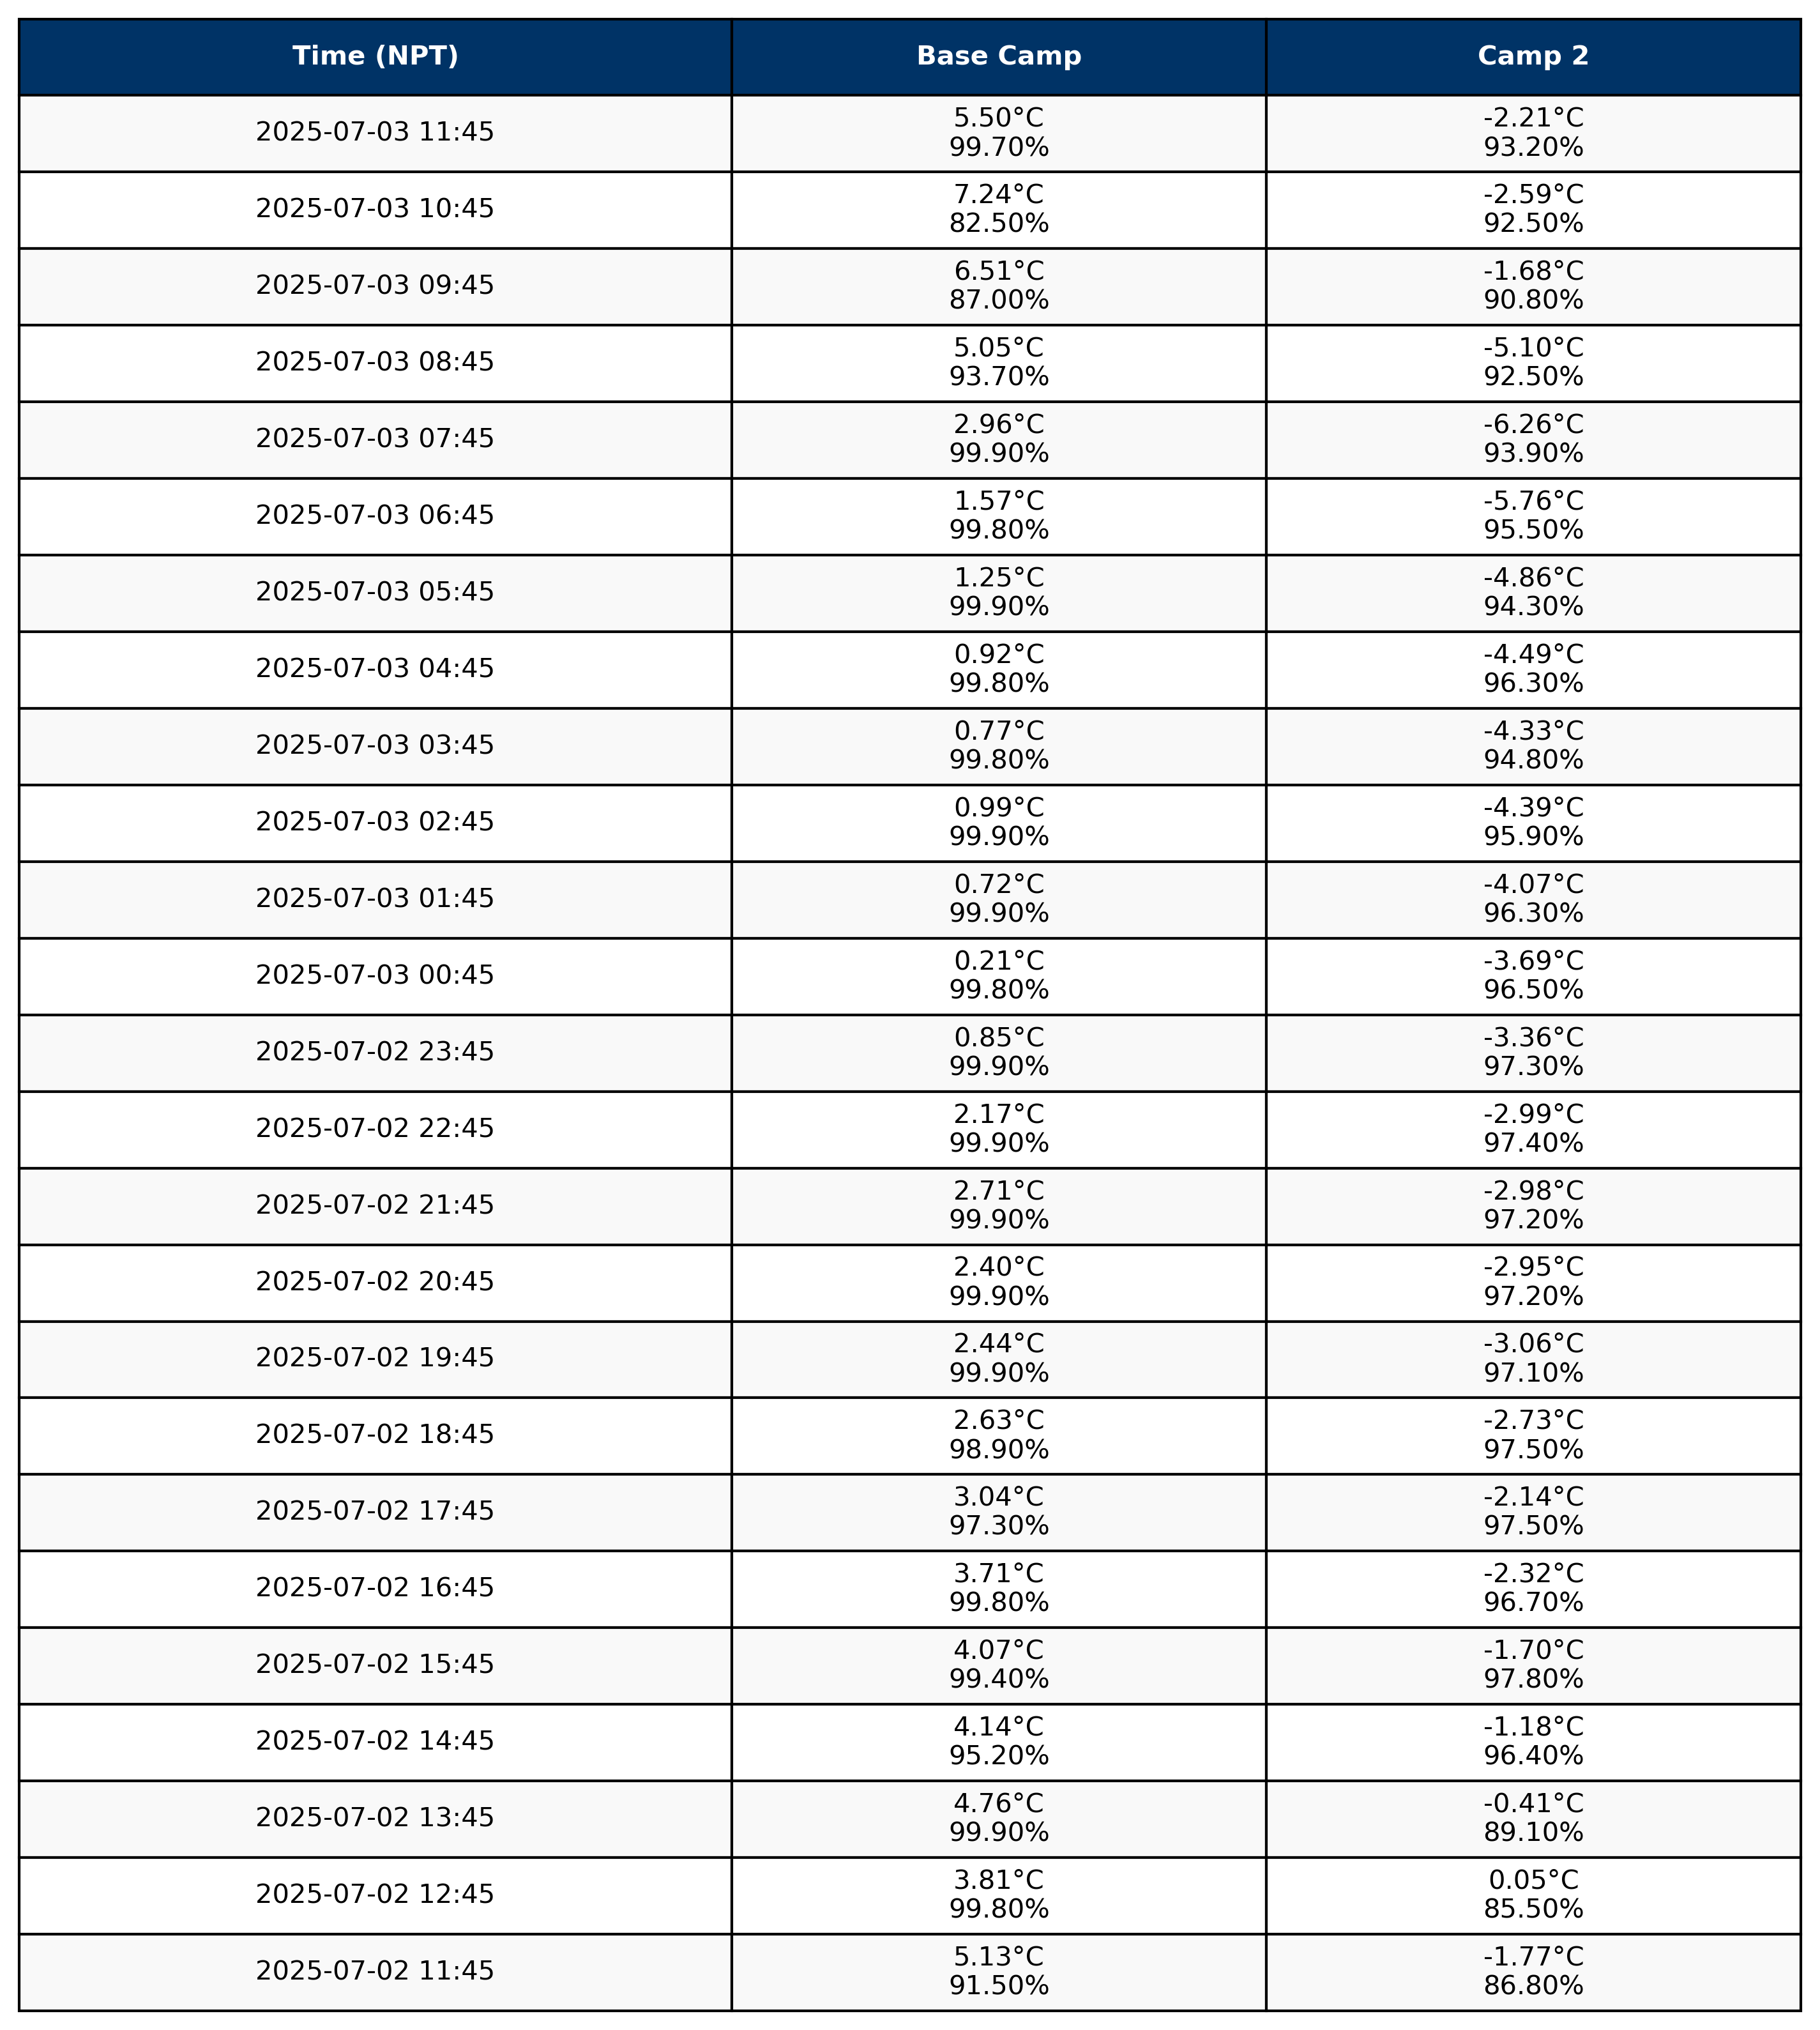 Time (NPT) Base Camp Camp 2
5.50°C -2.21°C
2025-07-03 11:45
99.70% 93.20%
7.24°C -2.59°C
2025-07-03 10:45
82.50% 92.50%
6.51°C -1.68°C
2025-07-03 09:45
87.00% 90.80%
5.05°C -5.10°C
2025-07-03 08:45
93.70% 92.50%
2.96°C -6.26°C
2025-07-03 07:45
99.90% 93.90%
1.57°C -5.76°C
2025-07-03 06:45
99.80% 95.50%
1.25°C -4.86°C
2025-07-03 05:45
99.90% 94.30%
0.92°C -4.49°C
2025-07-03 04:45
99.80% 96.30%
0.77°C -4.33°C
2025-07-03 03:45
99.80% 94.80%
0.99°C -4.39°C
2025-07-03 02:45
99.90% 95.90%
0.72°C -4.07°C
2025-07-03 01:45
99.90% 96.30%
0.21°C -3.69°C
2025-07-03 00:45
99.80% 96.50%
0.85°C -3.36°C
2025-07-02 23:45
99.90% 97.30%
2.17°C -2.99°C
2025-07-02 22:45
99.90% 97.40%
2.71°C -2.98°C
2025-07-02 21:45
99.90% 97.20%
2.40°C -2.95°C
2025-07-02 20:45
99.90% 97.20%
2.44°C -3.06°C
2025-07-02 19:45
99.90% 97.10%
2.63°C -2.73°C
2025-07-02 18:45
98.90% 97.50%
3.04°C -2.14°C
2025-07-02 17:45
97.30% 97.50%
3.71°C -2.32°C
2025-07-02 16:45
99.80% 96.70%
4.07°C -1.70°C
2025-07-02 15:45
99.40% 97.80%
4.14°C -1.18°C
2025-07-02 14:45
95.20% 96.40%
4.76°C -0.41°C
2025-07-02 13:45
99.90% 89.10%
3.81°C 0.05°C
2025-07-02 12:45
99.80% 85.50%
5.13°C -1.77°C
2025-07-02 11:45
91.50% 86.80%